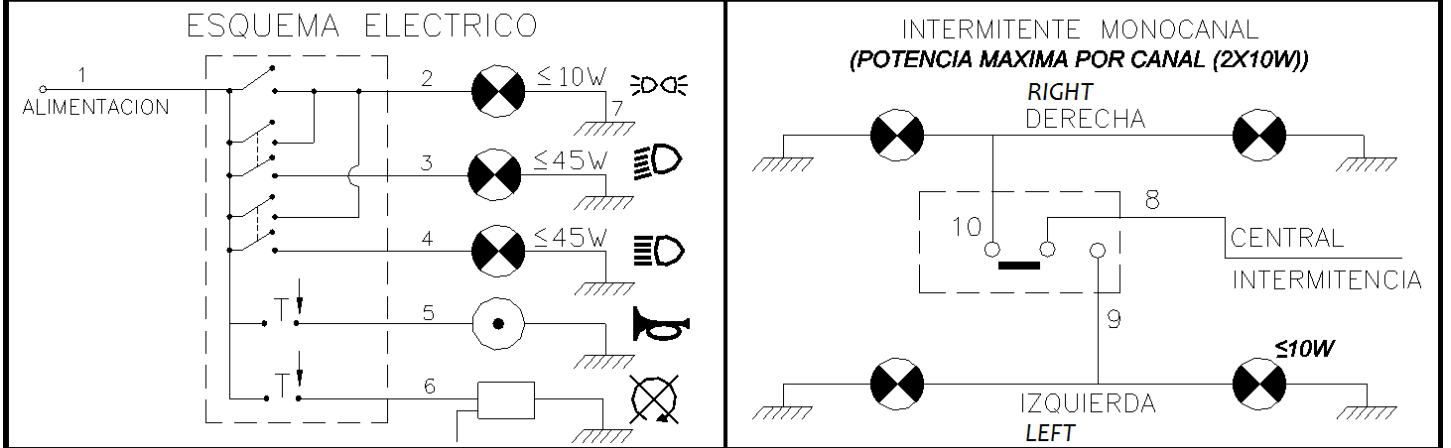 ESQUEMA ELECTRICO
1
ALIMENTACION
2
≤10W
7
3
≤45W
4
≤45W
T
5
T
6
INTERMITENTE MONOCANAL
(POTENCIA MAXIMA POR CANAL (2X10W))
RIGHT
DERECHA
8
10
CENTRAL
INTERMITENCIA
9
≤10W
IZQUIERDA
LEFT